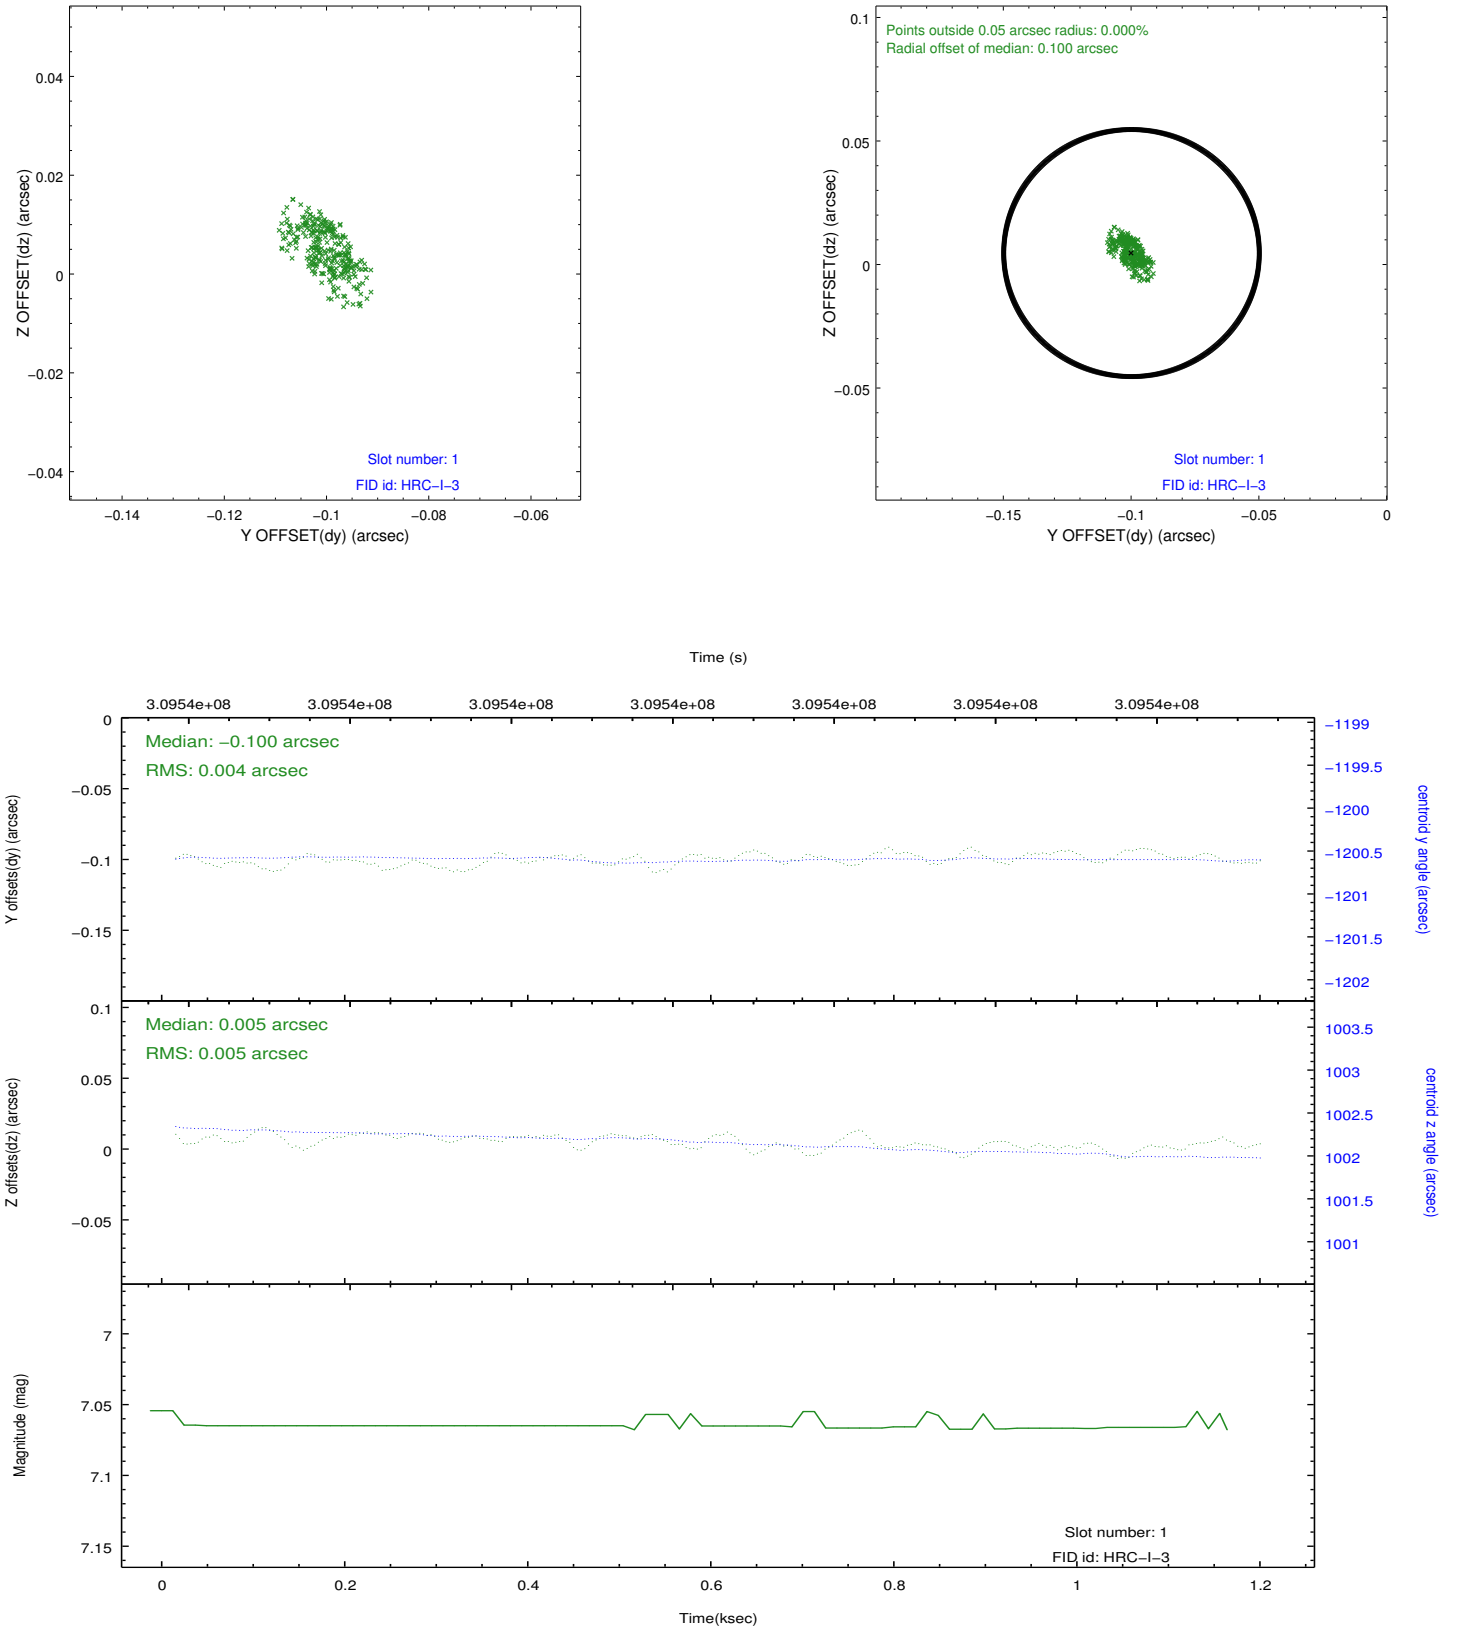 0.04
0.02
0
−0.02
−0.04
Z OFFSET(dz) (arcsec)
Slot number: 1
FID id: HRC−I−3
−0.14
−0.12
−0.1
−0.08
−0.06
Y OFFSET(dy) (arcsec)
0.1
0.05
0
−0.05
Z OFFSET(dz) (arcsec)
Points outside 0.05 arcsec radius: 0.000%
Radial offset of median: 0.100 arcsec
Slot number: 1
FID id: HRC−I−3
−0.15
−0.1
−0.05
0
Y OFFSET(dy) (arcsec)
Time (s)
3.0954e+08
3.0954e+08
3.0954e+08
3.0954e+08
3.0954e+08
3.0954e+08
3.0954e+08
0
−0.05
−0.1
−0.15
Y offsets(dy) (arcsec)
Median: −0.100 arcsec
RMS: 0.004 arcsec
−1199
−1199.5
−1200
−1200.5
−1201
−1201.5
−1202
centroid y angle (arcsec)
0.1
0.05
0
−0.05
Z offsets(dz) (arcsec)
Median: 0.005 arcsec
RMS: 0.005 arcsec
1003.5
1003
1002.5
1002
1001.5
1001
centroid z angle (arcsec)
7
7.05
7.1
7.15
Magnitude (mag)
Slot number: 1
FID id: HRC−I−3
0
0.2
0.4
0.6
0.8
1
1.2
Time(ksec)